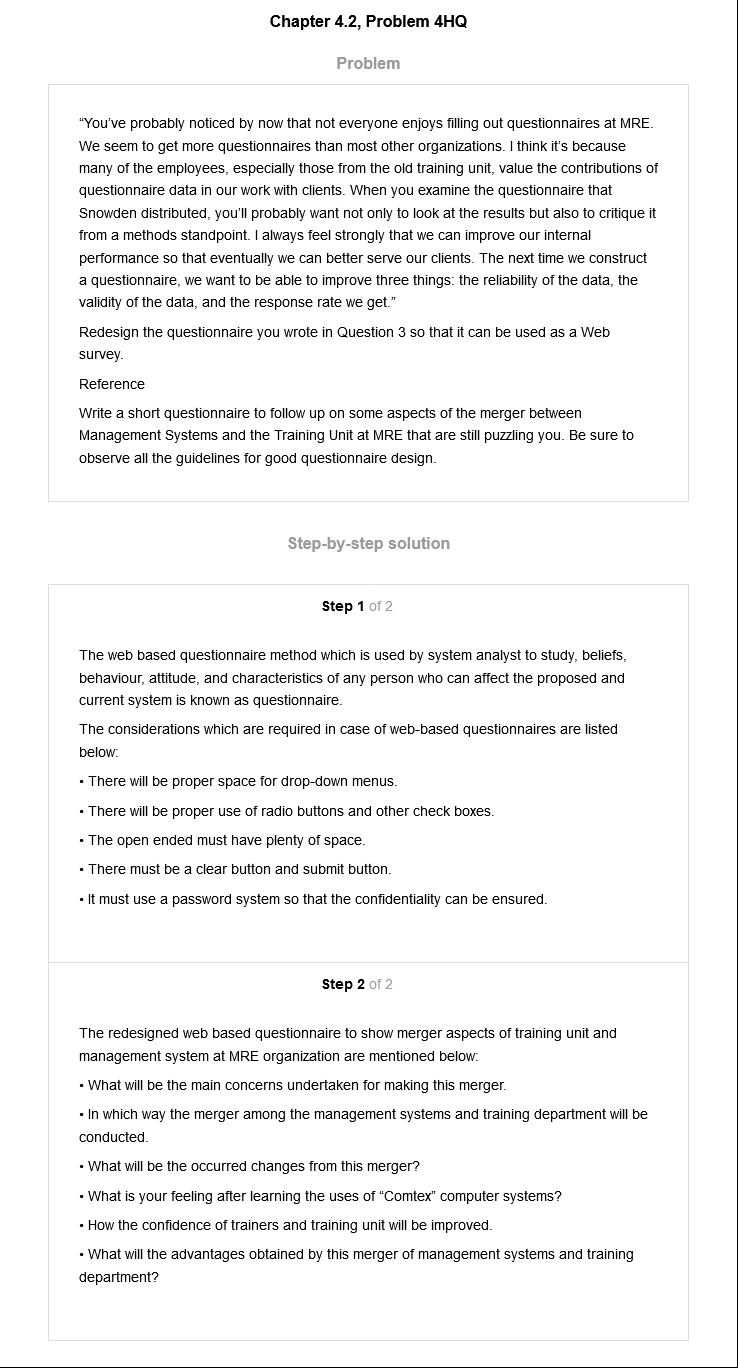 Chapter 4.2, Problem 4HQ
Problem
“You’ve probably noticed by now that not everyone enjoys filling out questionnaires at MRE.
We seem to get more questionnaires than most other organizations. I think it’s because
many of the employees, especially those from the old training unit, value the contributions of
questionnaire data in our work with clients. When you examine the questionnaire that
Snowden distributed, you’ll probably want not only to look at the results but also to critique it
from a methods standpoint. I always feel strongly that we can improve our internal
performance so that eventually we can better serve our clients. The next time we construct
a questionnaire, we want to be able to improve three things: the reliability of the data, the
validity of the data, and the response rate we get.”
Redesign the questionnaire you wrote in Question 3 so that it can be used as a Web
survey.
Reference
Write a short questionnaire to follow up on some aspects of the merger between
Management Systems and the Training Unit at MRE that are still puzzling you. Be sure to
observe all the guidelines for good questionnaire design.
Step-by-step solution
Step 1 of 2
The web based questionnaire method which is used by system analyst to study, beliefs,
behaviour, attitude, and characteristics of any person who can affect the proposed and
current system is known as questionnaire.
The considerations which are required in case of web-based questionnaires are listed
below:
• There will be proper space for drop-down menus.
• There will be proper use of radio buttons and other check boxes.
• The open ended must have plenty of space.
• There must be a clear button and submit button.
• It must use a password system so that the confidentiality can be ensured.
Step 2 of 2
The redesigned web based questionnaire to show merger aspects of training unit and
management system at MRE organization are mentioned below:
• What will be the main concerns undertaken for making this merger.
• In which way the merger among the management systems and training department will be
conducted.
• What will be the occurred changes from this merger?
• What is your feeling after learning the uses of “Comtex” computer systems?
• How the confidence of trainers and training unit will be improved.
• What will the advantages obtained by this merger of management systems and training
department?